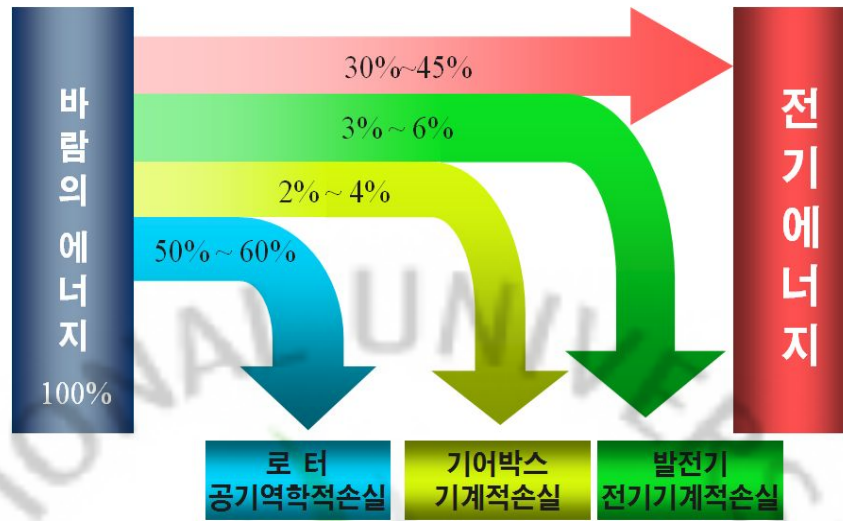 바람의 에너지
100%
30%~45%
3% ~ 6%
2% ~ 4%
50% ~ 60%
전기에너지
로 터
공기역학적손실
기어박스
기계적손실
발전기
전기기계적손실
IONAL UNIVERS